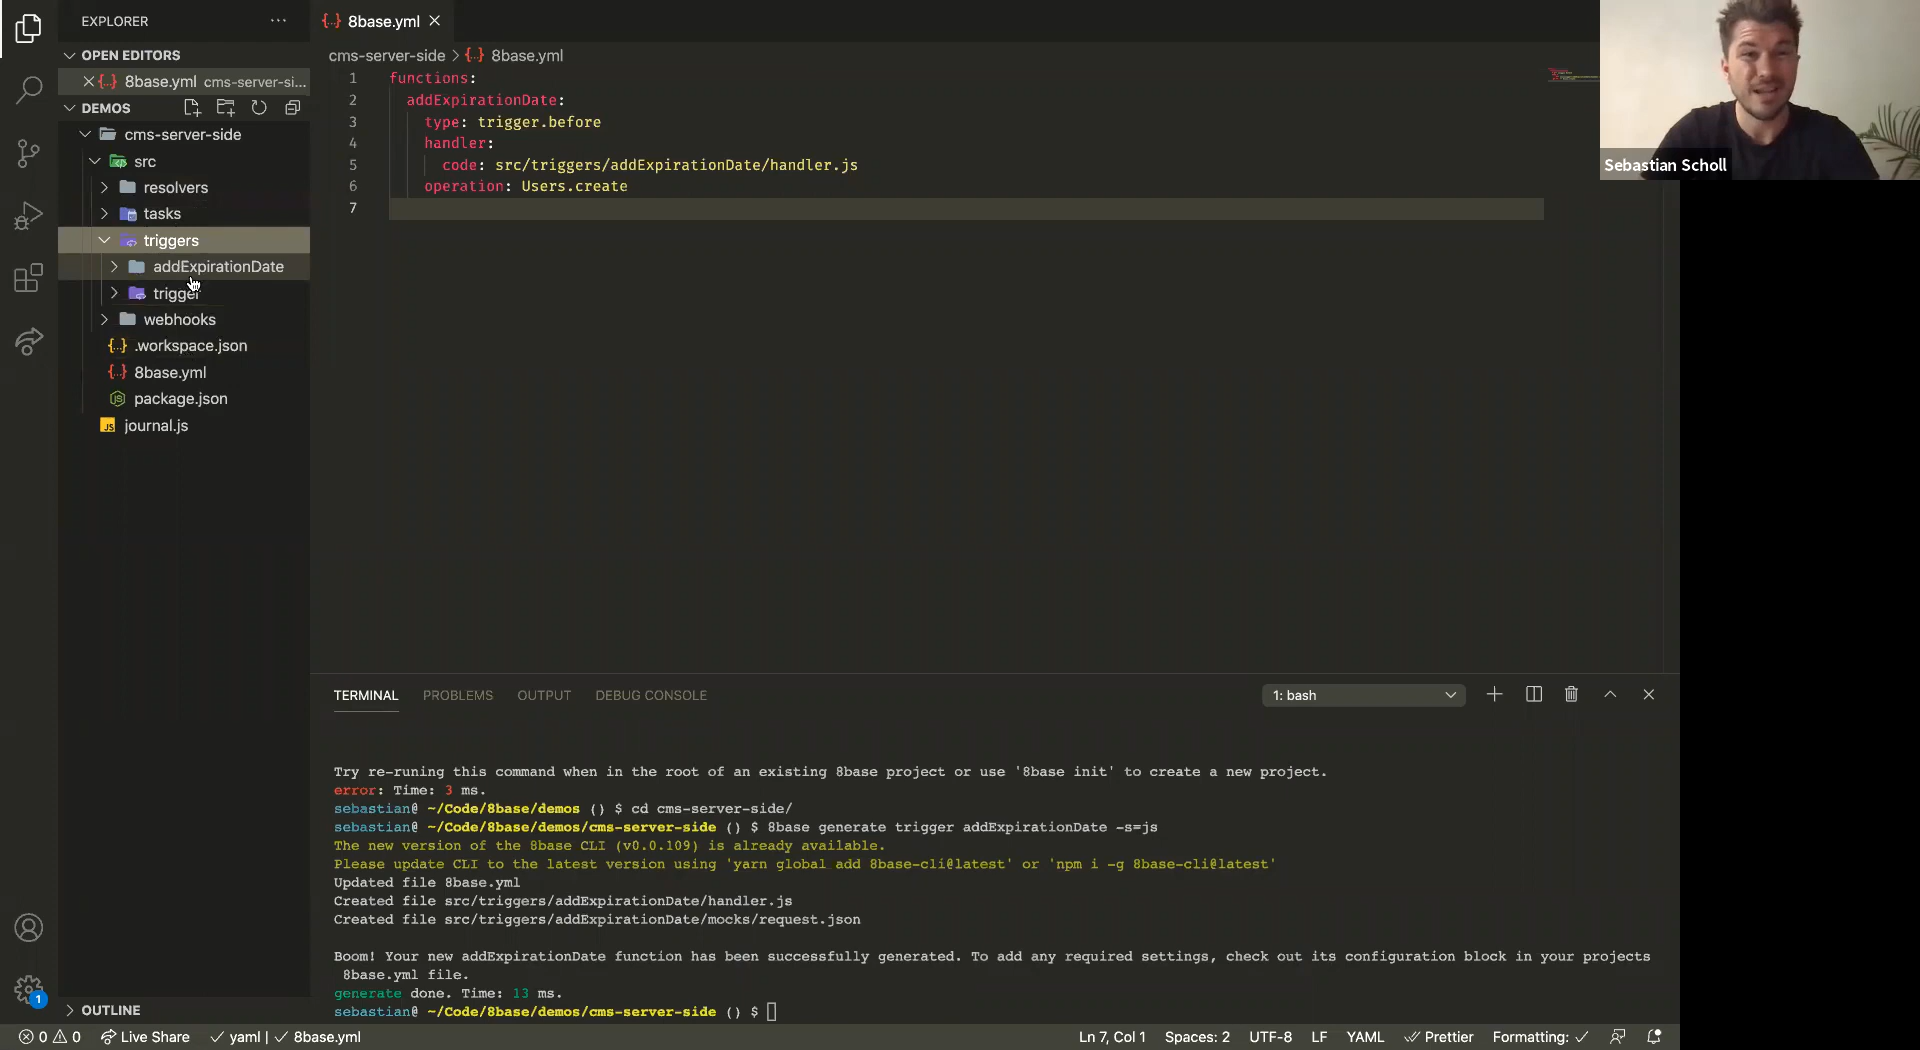 EXPLORER
OPEN EDITORS
8base.yml cms-server-si...
DEMOS
cms-server-side
src
resolvers
tasks
triggers
addExpirationDate
trigger
webhooks
.workspace.json
8base.yml
package.json
journal.js
OUTLINE
8base.yml
cms-server-side > 8base.yml
1 functions:
2 addExpirationDate:
3 type: trigger.before
4 handler:
5 code: src/triggers/addExpirationDate/handler.js
6 operation: Users.create
7
Sebastian Scholl
TERMINAL PROBLEMS OUTPUT DEBUG CONSOLE 1: bash
Try re-runing this command when in the root of an existing 8base project or use '8base init' to create a new project.
error: Time: 3 ms.
sebastian@ ~/Code/8base/demos () $ cd cms-server-side/
sebastian@ ~/Code/8base/demos/cms-server-side () $ 8base generate trigger addExpirationDate -s=js
The new version of the 8base CLI (v0.0.109) is already available.
Please update CLI to the latest version using 'yarn global add 8base-cli@latest' or 'npm i -g 8base-cli@latest'
Updated file 8base.yml
Created file src/triggers/addExpirationDate/handler.js
Created file src/triggers/addExpirationDate/mocks/request.json
Boom! Your new addExpirationDate function has been successfully generated. To add any required settings, check out its configuration block in your projects
8base.yml file.
generate done. Time: 13 ms.
sebastian@ ~/Code/8base/demos/cms-server-side () $
1
0 0 Live Share yaml | 8base.yml Ln 7, Col 1 Spaces: 2 UTF-8 LF YAML Prettier Formatting: